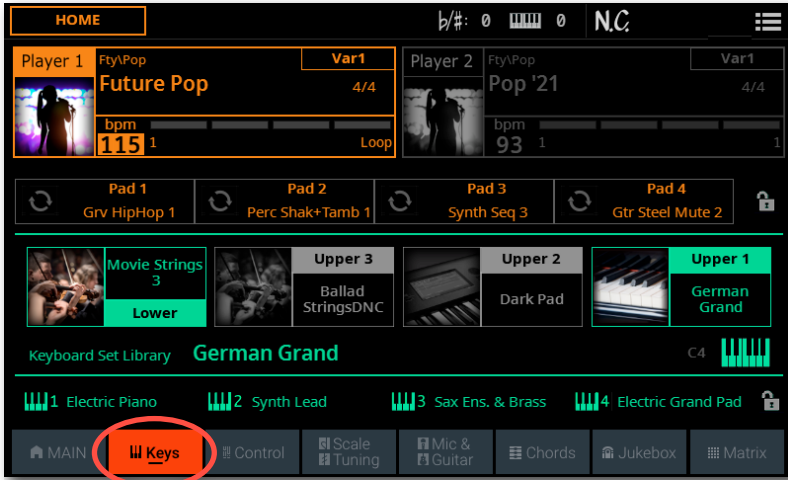 HOME
♭/♯: 0
0
N.C.
Player 1
Fty\Pop
Var1
Future Pop
4/4
bpm
115
1
Loop
Player 2
Fty\Pop
Var1
Pop '21
4/4
bpm
93
1
1
Pad 1
Grv HipHop 1
Pad 2
Perc Shak+Tamb 1
Pad 3
Synth Seq 3
Pad 4
Gtr Steel Mute 2
Movie Strings
3
Lower
Upper 3
Ballad
StringsDNC
Upper 2
Dark Pad
Upper 1
German
Grand
Keyboard Set Library
German Grand
C4
1 Electric Piano
2 Synth Lead
3 Sax Ens. & Brass
4 Electric Grand Pad
MAIN
Keys
Control
Scale
Tuning
Mic &
Guitar
Chords
Jukebox
Matrix